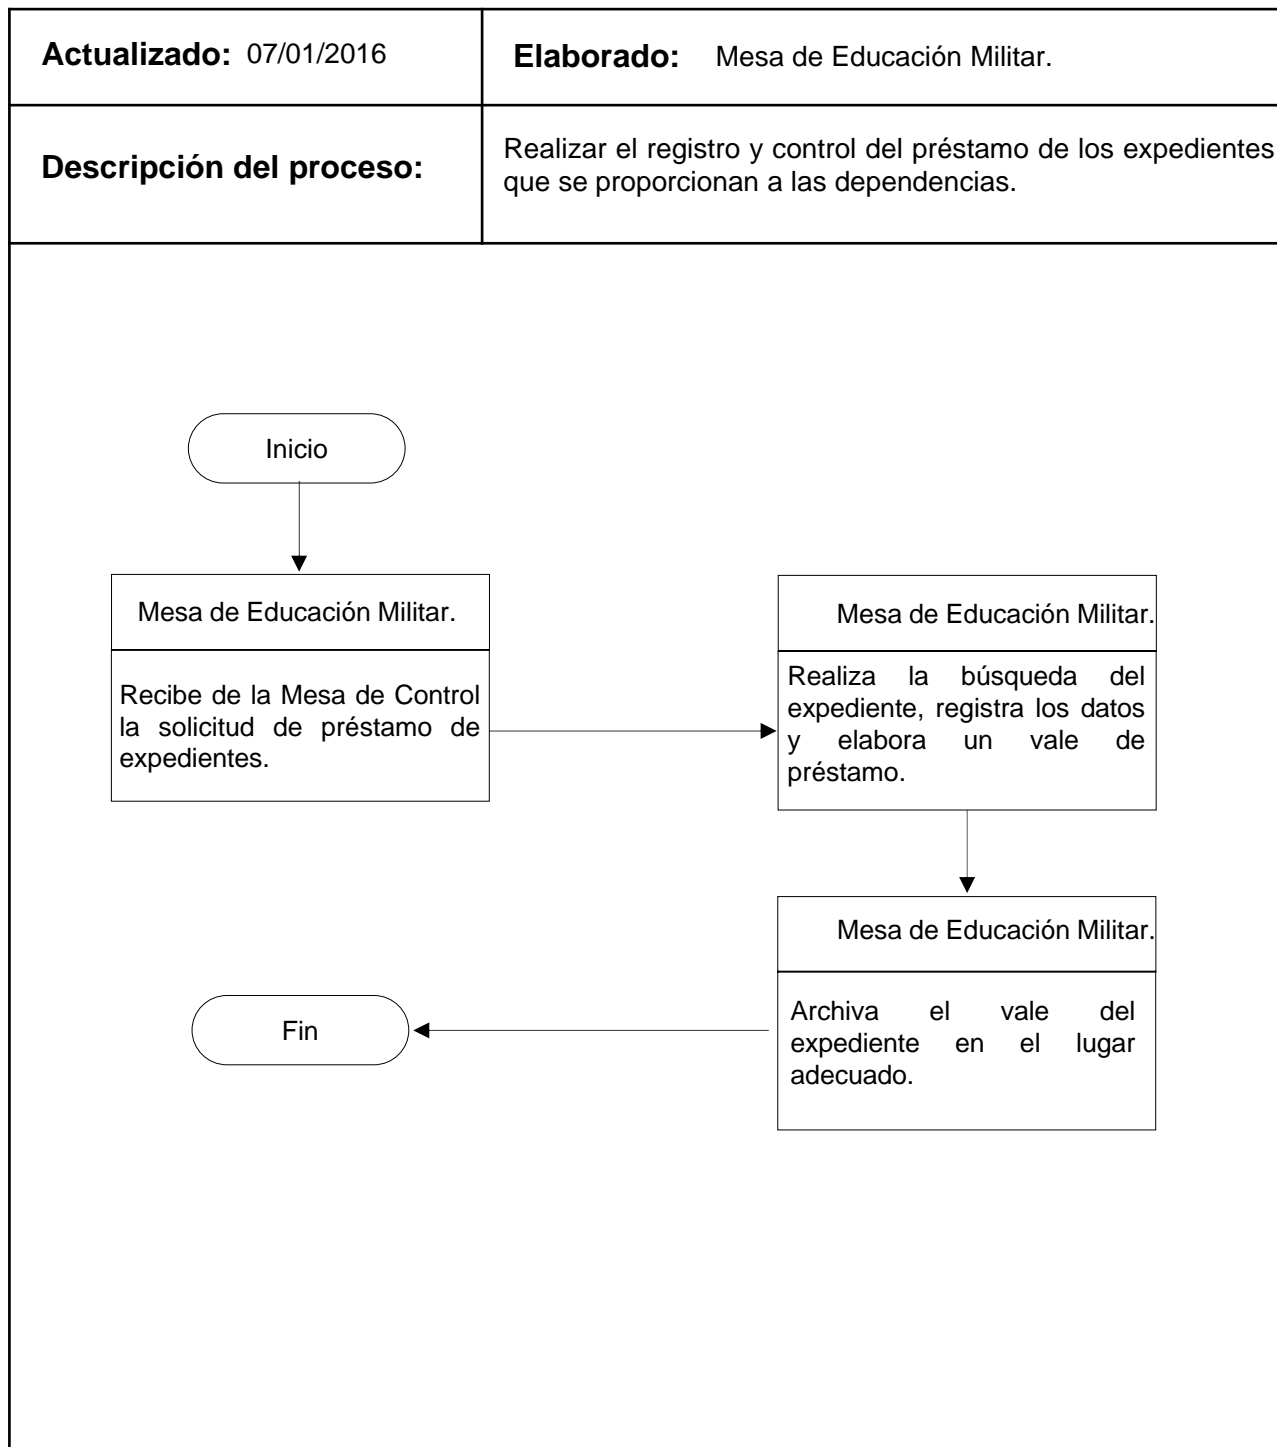 Actualizado: 07/01/2016
Elaborado: Mesa de Educación Militar.
Descripción del proceso:
Realizar el registro y control del préstamo de los expedientes
que se proporcionan a las dependencias.
Inicio
Mesa de Educación Militar.
Recibe de la Mesa de Control
la solicitud de préstamo de
expedientes.
Mesa de Educación Militar.
Realiza la búsqueda del
expediente, registra los datos
y elabora un vale de
préstamo.
Mesa de Educación Militar.
Archiva el vale del
expediente en el lugar
adecuado.
Fin